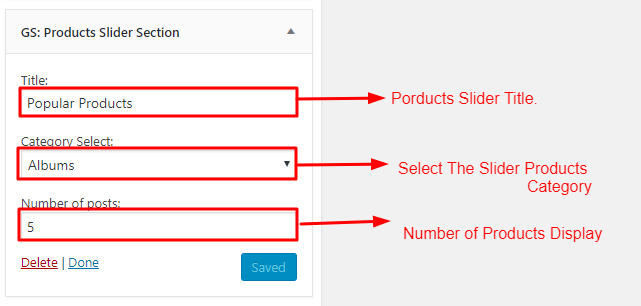 GS: Products Slider Section
Title:
Popular Products
Porducts Slider Title.
Category Select:
Albums
Select The Slider Products
Category
Number of posts:
5
Number of Products Display
Delete | Done
Saved